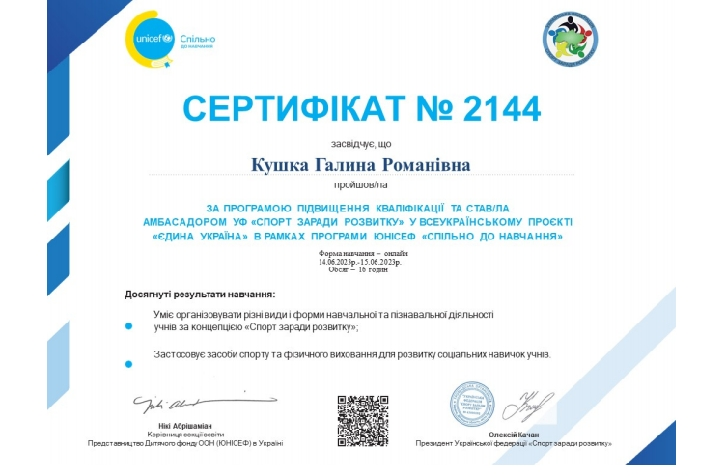 unicef
Спільно
ДО НАВЧАННЯ
СЕРТИФІКАТ № 2144
засвідчує, що
Кушка Галина Романівна
пройшов/ла
ЗА ПРОГРАМОЮ ПІДВИЩЕННЯ КВАЛІФІКАЦІЇ ТА СТАВ/ЛА
АМБАСАДОРОМ УФ «СПОРТ ЗАРАДИ РОЗВИТКУ» У ВСЕУКРАЇНСЬКОМУ ПРОЄКТІ
«ЄДИНА УКРАЇНА» В РАМКАХ ПРОГРАМИ ЮНІСЕФ «СПІЛЬНО ДО НАВЧАННЯ»
Форма навчання – онлайн
14.06.2023р.-15.06.2023р.
Обсяг – 16 годин
Досягнуті результати навчання:
Уміє організовувати різні види і форми навчальної та пізнавальної діяльності
учнів за концепцією «Спорт заради розвитку»;
Застосовує засоби спорту та фізичного виховання для розвитку соціальних навичок учнів.
Нікі Абрішаміан
Керівниця секції освіти
Представництво Дитячого фонду ООН (ЮНІСЕФ) в Україні
Олексій Качан
Президент Української федерації «Спорт заради розвитку»